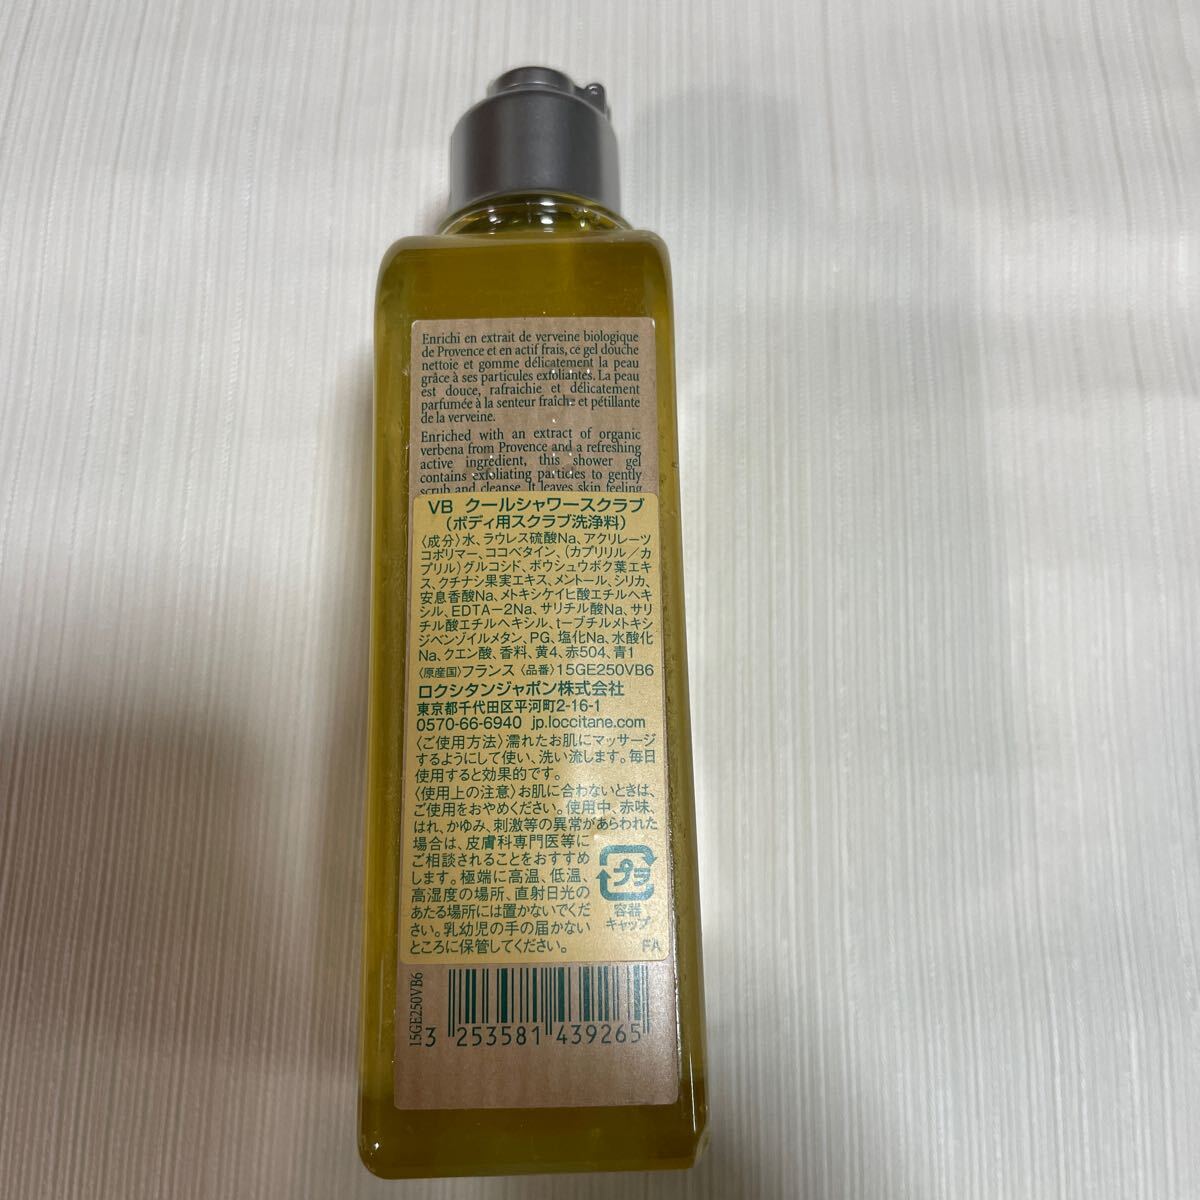 Enrichi en extrait de verveine biologique
de Provence et en actif frais, ce gel douche
nettoie et gomme délicatement la peau
grâce à ses particules exfoliantes. La peau
est douce, rafraichie et délicatement
parfumée à la senteur fraîche et pétillante
de la verveine.
Enriched with an extract of organic
verbena from Provence and a refreshing
active ingredient, this shower gel
contains exfoliating particles to gently
scrub and cleanse. It leaves skin feeling
VB クールシャワースクラブ
(ボディ用スクラブ洗浄料)
〈成分〉水、ラウレス硫酸Na、アクリレーツ
コポリマー、ココベタイン、(カプリリル/カ
プリル)グルコシド、ボウシュウボク葉エキ
ス、クチナシ果実エキス、メントール、シリカ、
安息香酸Na、メトキシケイヒ酸エチルヘキ
シル、EDTA-2Na、サリチル酸Na、サリ
チル酸エチルヘキシル、t-ブチルメトキシ
ジベンゾイルメタン、PG、塩化Na、水酸化
Na、クエン酸、香料、黄4、赤504、青1
〈原産国〉フランス〈品番〉15GE250VB6
ロクシタンジャポン株式会社
東京都千代田区平河町2-16-1
0570-66-6940 jp.loccitane.com
〈ご使用方法〉濡れたお肌にマッサージ
するようにして使い、洗い流します。毎日
使用すると効果的です。
〈使用上の注意〉お肌に合わないときは、
ご使用をおやめください。使用中、赤味、
はれ、かゆみ、刺激等の異常があらわれた
場合は、皮膚科専門医等に
ご相談されることをおすすめ
します。極端に高温、低温、
高湿度の場所、直射日光の
あたる場所には置かないでくだ
さい。乳幼児の手の届かない
ところに保管してください。
プラ
容器
キャップ
FA
15GE250VB6
3 253581 439265